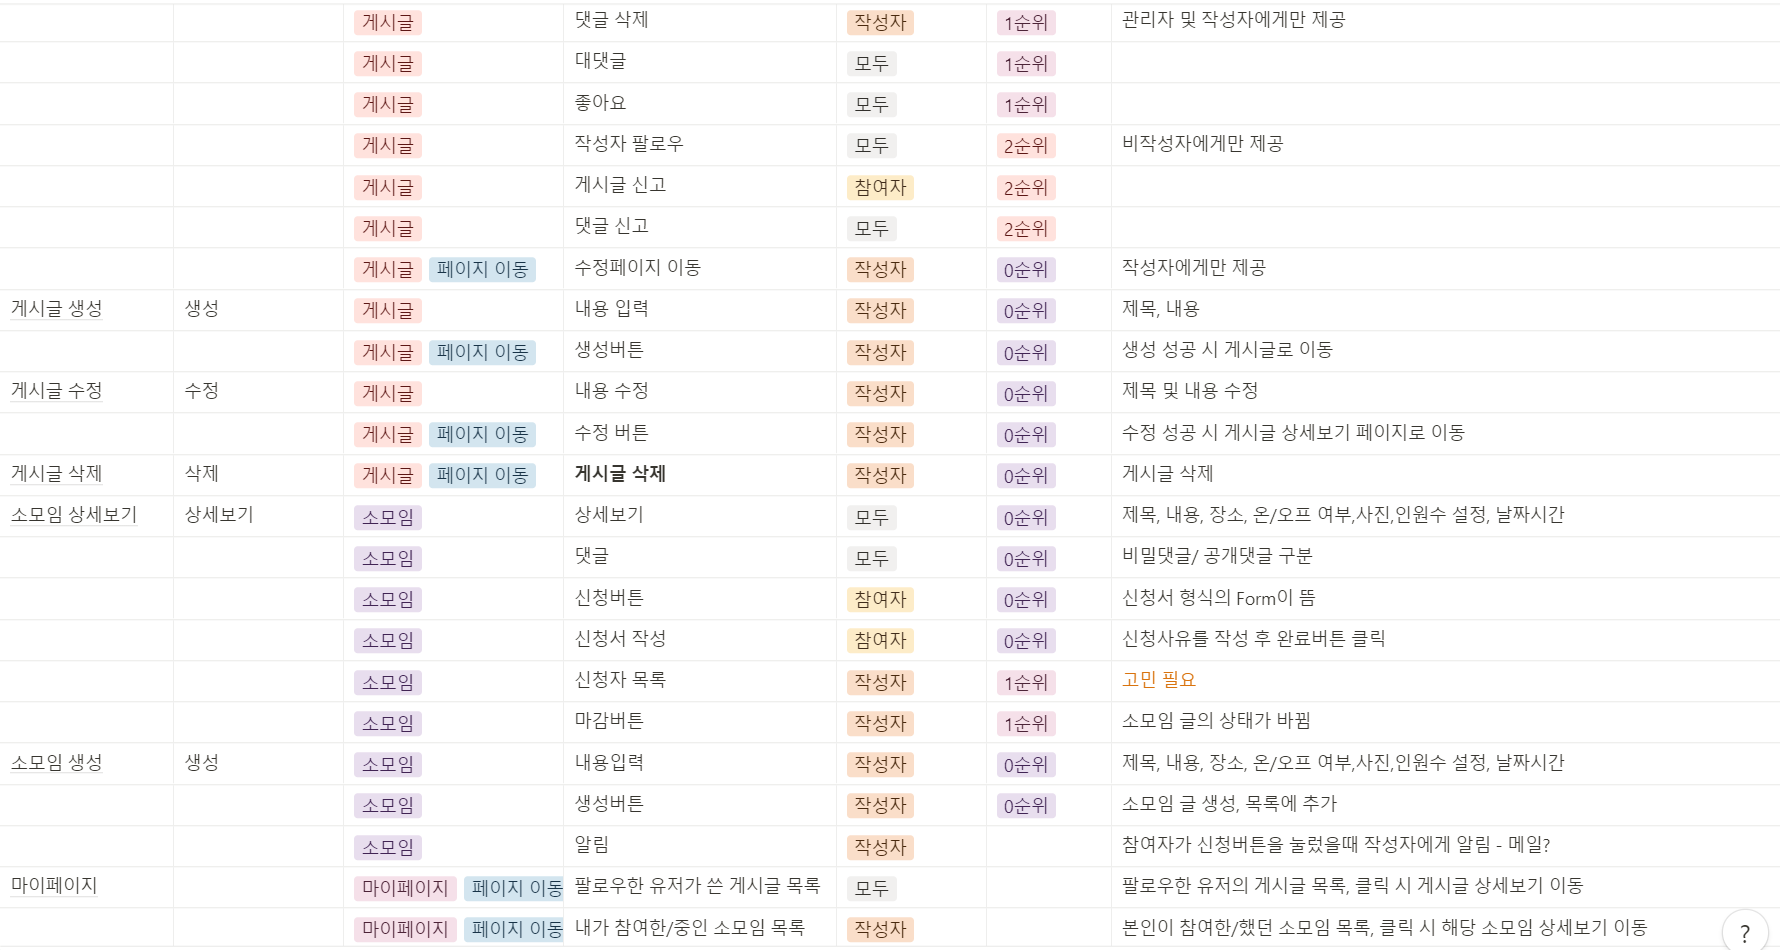 게시글 댓글 삭제 작성자 1순위 관리자 및 작성자에게만 제공
게시글 대댓글 모두 1순위
게시글 좋아요 모두 1순위
게시글 작성자 팔로우 모두 2순위 비작성자에게만 제공
게시글 게시글 신고 참여자 2순위
게시글 댓글 신고 모두 2순위
게시글 페이지 이동 수정페이지 이동 작성자 0순위 작성자에게만 제공
게시글 생성 생성 게시글 내용 입력 작성자 0순위 제목, 내용
게시글 페이지 이동 생성버튼 작성자 0순위 생성 성공 시 게시글로 이동
게시글 수정 수정 게시글 내용 수정 작성자 0순위 제목 및 내용 수정
게시글 페이지 이동 수정 버튼 작성자 0순위 수정 성공 시 게시글 상세보기 페이지로 이동
게시글 삭제 삭제 게시글 페이지 이동 게시글 삭제 작성자 0순위 게시글 삭제
소모임 상세보기 상세보기 소모임 상세보기 모두 0순위 제목, 내용, 장소, 온/오프 여부,사진,인원수 설정, 날짜시간
소모임 댓글 모두 0순위 비밀댓글/ 공개댓글 구분
소모임 신청버튼 참여자 0순위 신청서 형식의 Form이 뜸
소모임 신청서 작성 참여자 0순위 신청사유를 작성 후 완료버튼 클릭
소모임 신청자 목록 작성자 1순위 고민 필요
소모임 마감버튼 작성자 1순위 소모임 글의 상태가 바뀜
소모임 생성 생성 소모임 내용입력 작성자 0순위 제목, 내용, 장소, 온/오프 여부,사진,인원수 설정, 날짜시간
소모임 생성버튼 작성자 0순위 소모임 글 생성, 목록에 추가
소모임 알림 작성자 참여자가 신청버튼을 눌렀을때 작성자에게 알림 - 메일?
마이페이지 마이페이지 페이지 이동 팔로우한 유저가 쓴 게시글 목록 모두 팔로우한 유저의 게시글 목록, 클릭 시 게시글 상세보기 이동
마이페이지 페이지 이동 내가 참여한/중인 소모임 목록 작성자 본인이 참여한/했던 소모임 목록, 클릭 시 해당 소모임 상세보기 이동
?